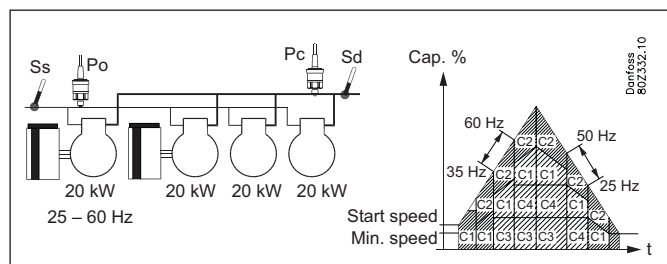 Ss
Po
Pc
Sd
20 kW
20 kW
20 kW
20 kW
25 – 60 Hz
Cap. %
Danfoss
80Z332.10
60 Hz
50 Hz
35 Hz
25 Hz
Start speed
Min. speed
t
C2 C2
C2 C1 C1 C2
C2 C1 C4 C4 C1 C2
C1 C1 C3 C3 C4 C1